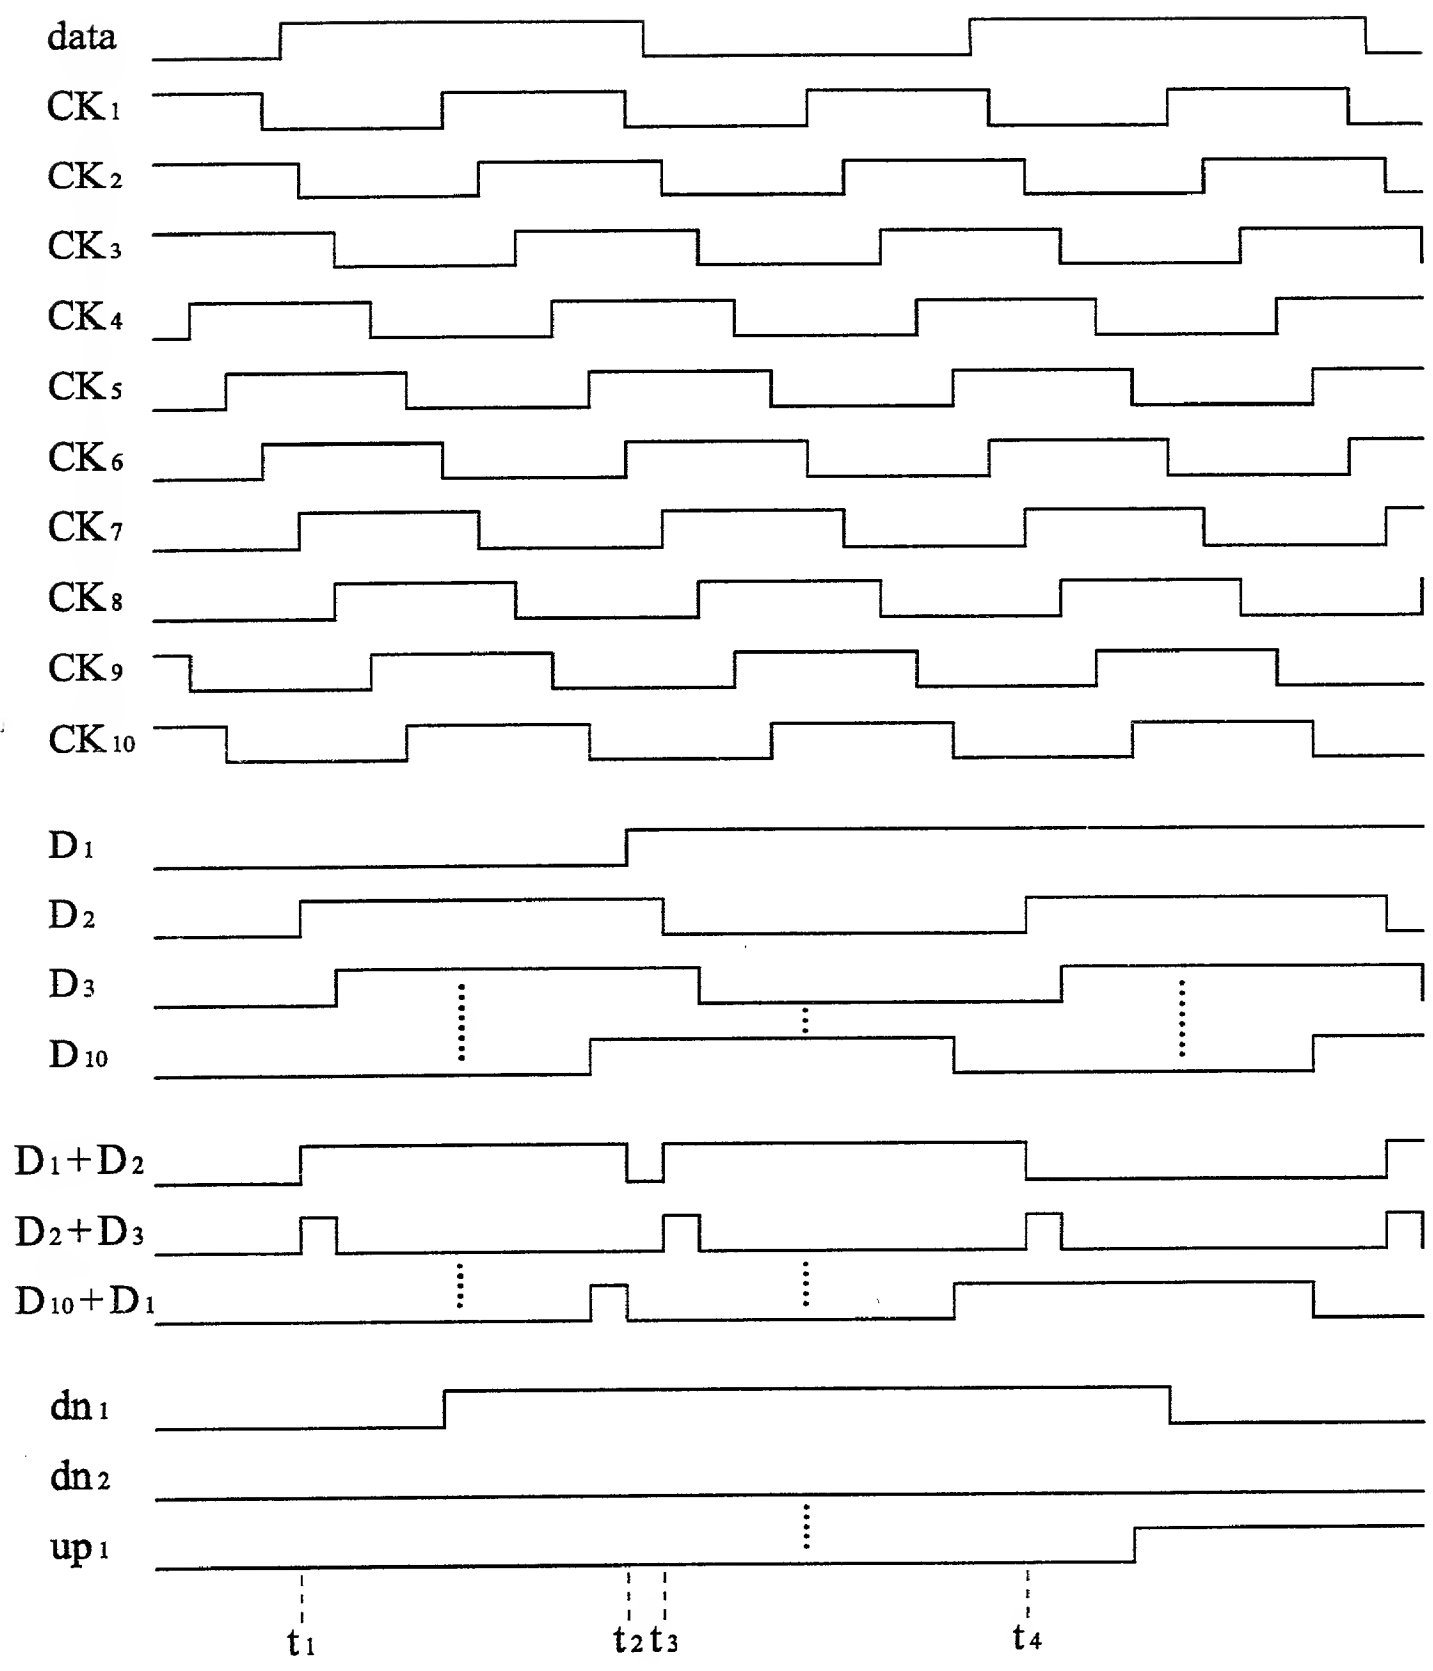 data
CK1
CK2
CK3
CK4
CK5
CK6
CK7
CK8
CK9
CK10
D1
D2
D3
D10
D1+D2
D2+D3
D10+D1
dn1
dn2
up1
t1 t2 t3 t4